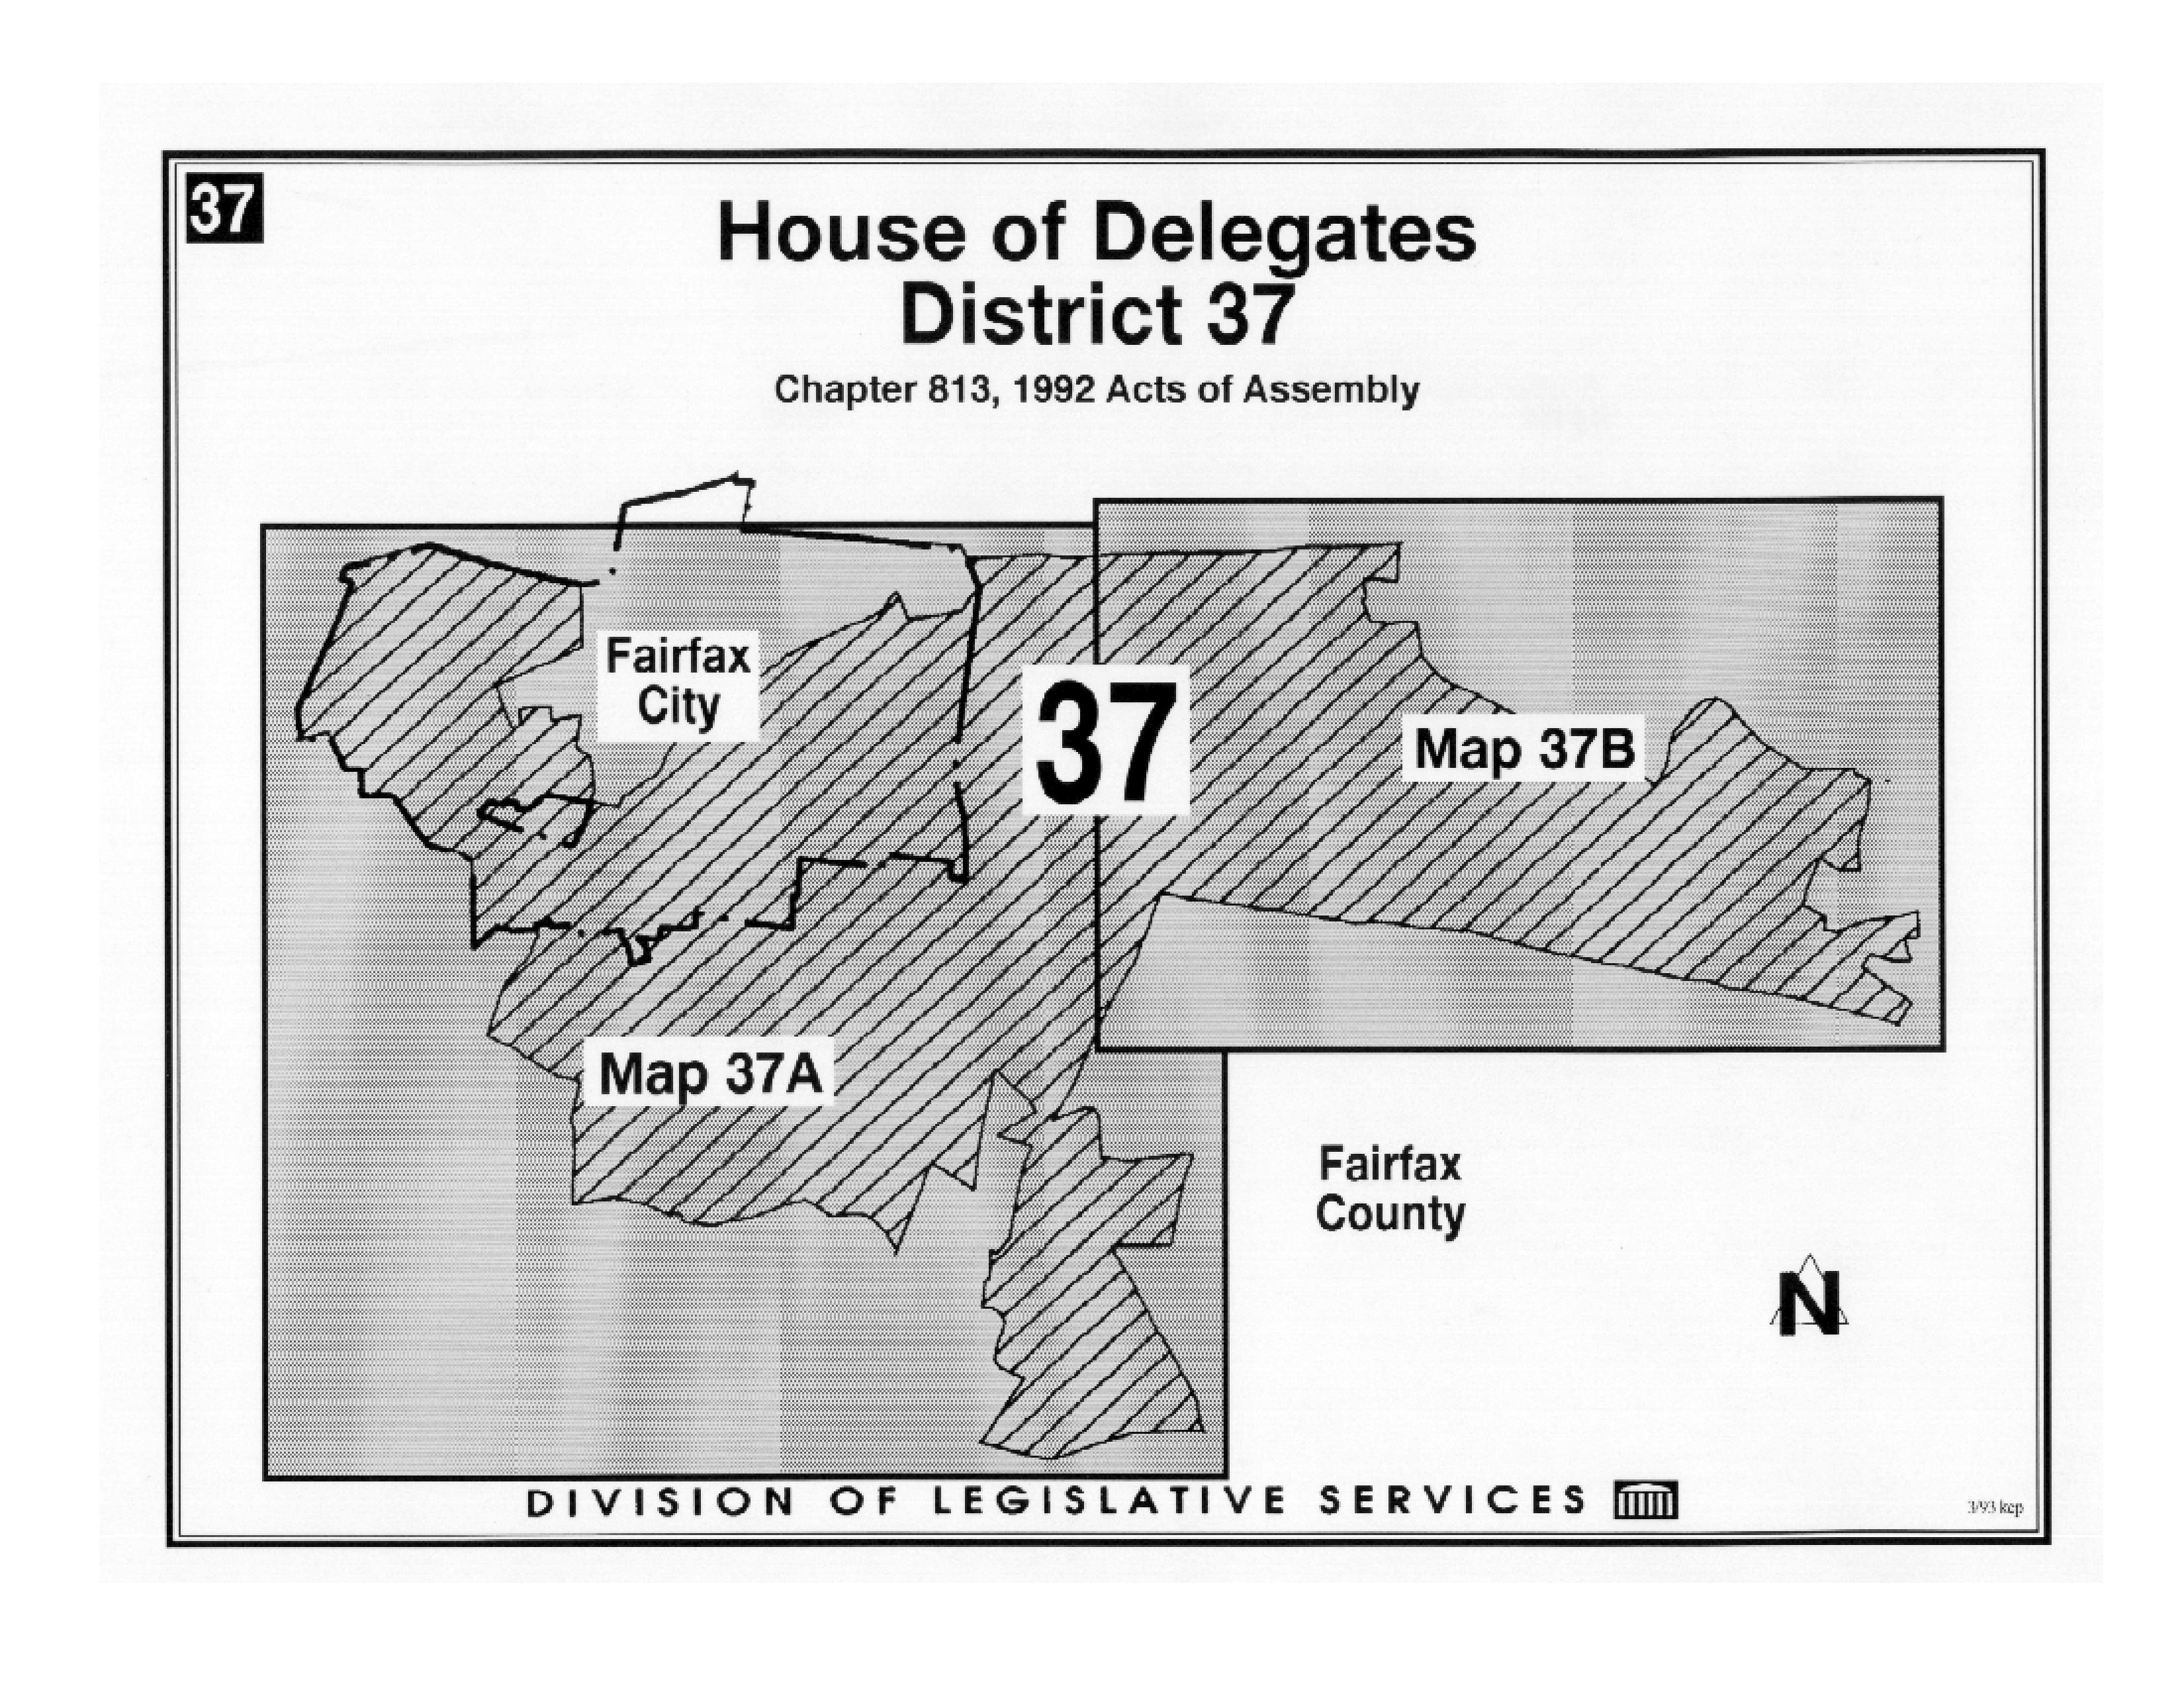 37
House of Delegates
District 37
Chapter 813, 1992 Acts of Assembly
Fairfax
City
37
Map 37B
Map 37A
Fairfax
County
N
DIVISION OF LEGISLATIVE SERVICES
3/93 kcp